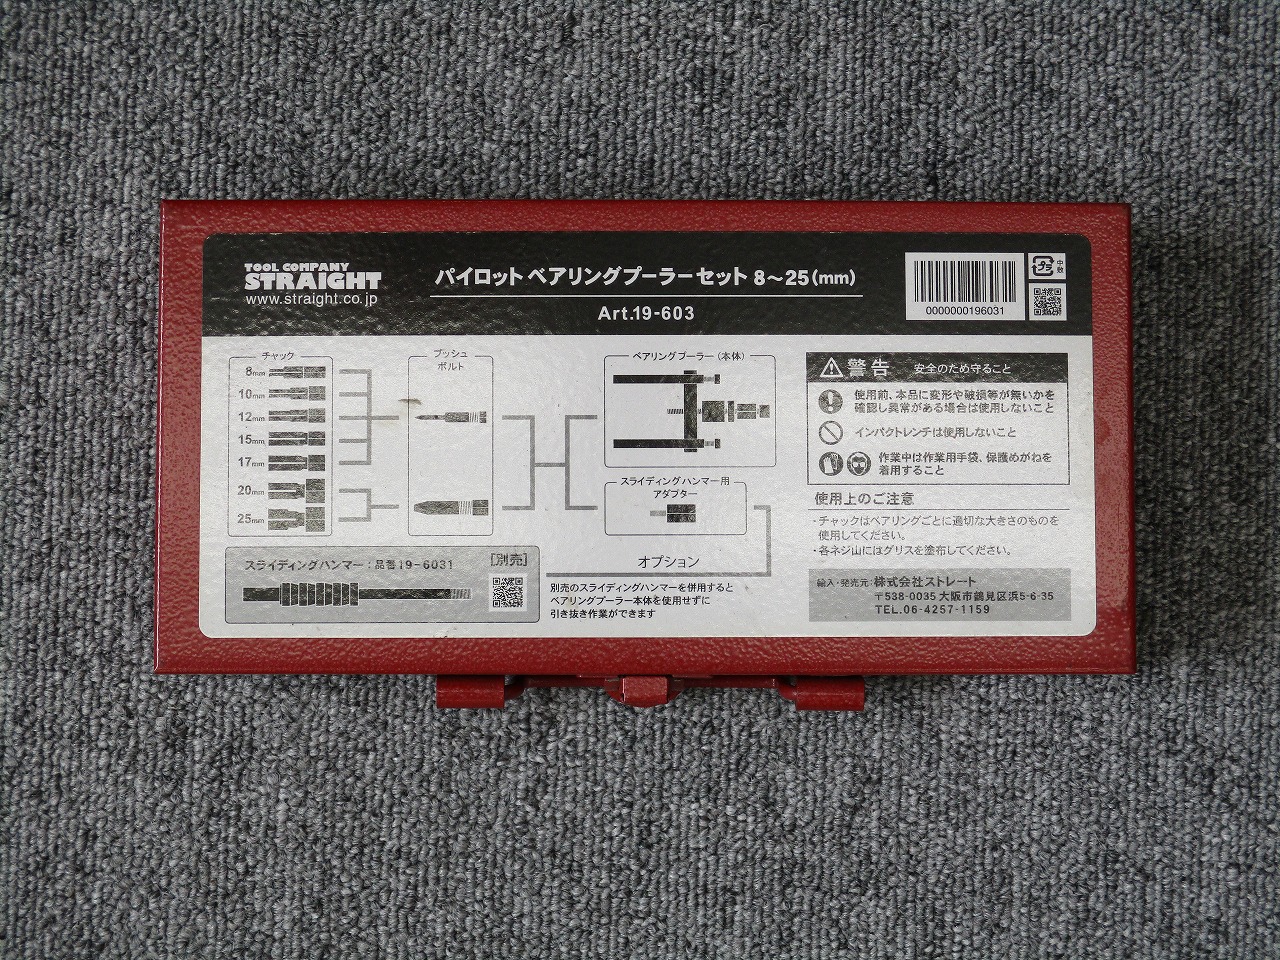 TOOL COMPANY
STRAIGHT
www.straight.co.jp
パイロット ベアリングプーラーセット 8～25(mm)
Art.19-603
0000000196031
プラ
中敷
チャック
8mm
10mm
12mm
15mm
17mm
20mm
25mm
プッシュ
ボルト
ベアリングプーラー（本体）
スライディングハンマー用
アダプター
スライディングハンマー：品番19-6031
[別売]
オプション
別売のスライディングハンマーを併用すると
ベアリングプーラー本体を使用せずに
引き抜き作業ができます
警告 安全のため守ること
使用前、本品に変形や破損等が無いかを
確認し異常がある場合は使用しないこと
インパクトレンチは使用しないこと
作業中は作業用手袋、保護めがねを
着用すること
使用上のご注意
・チャックはベアリングごとに適切な大きさのものを
使用してください。
・各ネジ山にはグリスを塗布してください。
輸入・発売元：株式会社ストレート
〒538-0035 大阪市鶴見区浜5-6-35
TEL.06-4257-1159